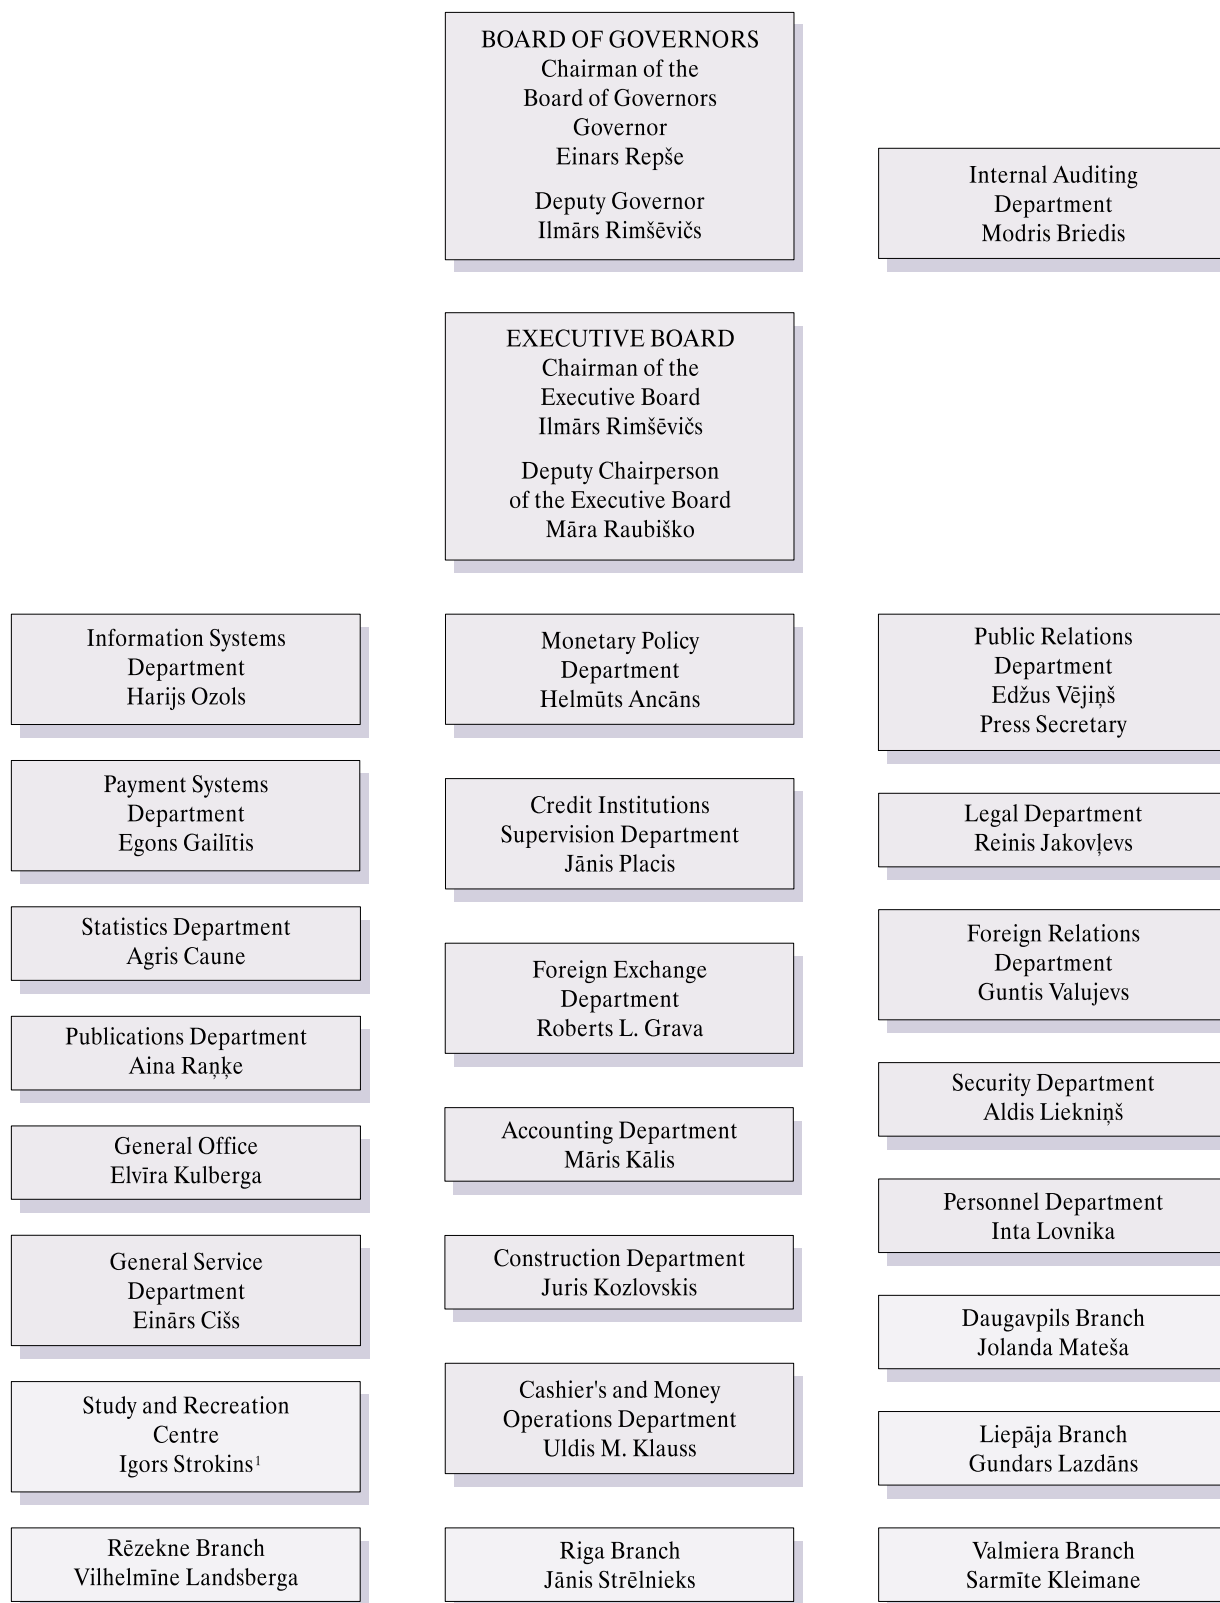 BOARD OF GOVERNORS
Chairman of the
Board of Governors
Governor
Einars Repše
Deputy Governor
Ilmārs Rimšēvičs
Internal Auditing
Department
Modris Briedis
EXECUTIVE BOARD
Chairman of the
Executive Board
Ilmārs Rimšēvičs
Deputy Chairperson
of the Executive Board
Māra Raubiško
Information Systems
Department
Harijs Ozols
Payment Systems
Department
Egons Gailītis
Statistics Department
Agris Caune
Publications Department
Aina Raņķe
General Office
Elvīra Kulberga
General Service
Department
Einārs Cišs
Study and Recreation
Centre
Igors Strokins¹
Rēzekne Branch
Vilhelmīne Landsberga
Monetary Policy
Department
Helmūts Ancāns
Credit Institutions
Supervision Department
Jānis Placis
Foreign Exchange
Department
Roberts L. Grava
Accounting Department
Māris Kālis
Construction Department
Juris Kozlovskis
Cashier's and Money
Operations Department
Uldis M. Klauss
Riga Branch
Jānis Strēlnieks
Public Relations
Department
Edžus Vējiņš
Press Secretary
Legal Department
Reinis Jakovļevs
Foreign Relations
Department
Guntis Valujevs
Security Department
Aldis Liekniņš
Personnel Department
Inta Lovnika
Daugavpils Branch
Jolanda Mateša
Liepāja Branch
Gundars Lazdāns
Valmiera Branch
Sarmīte Kleimane